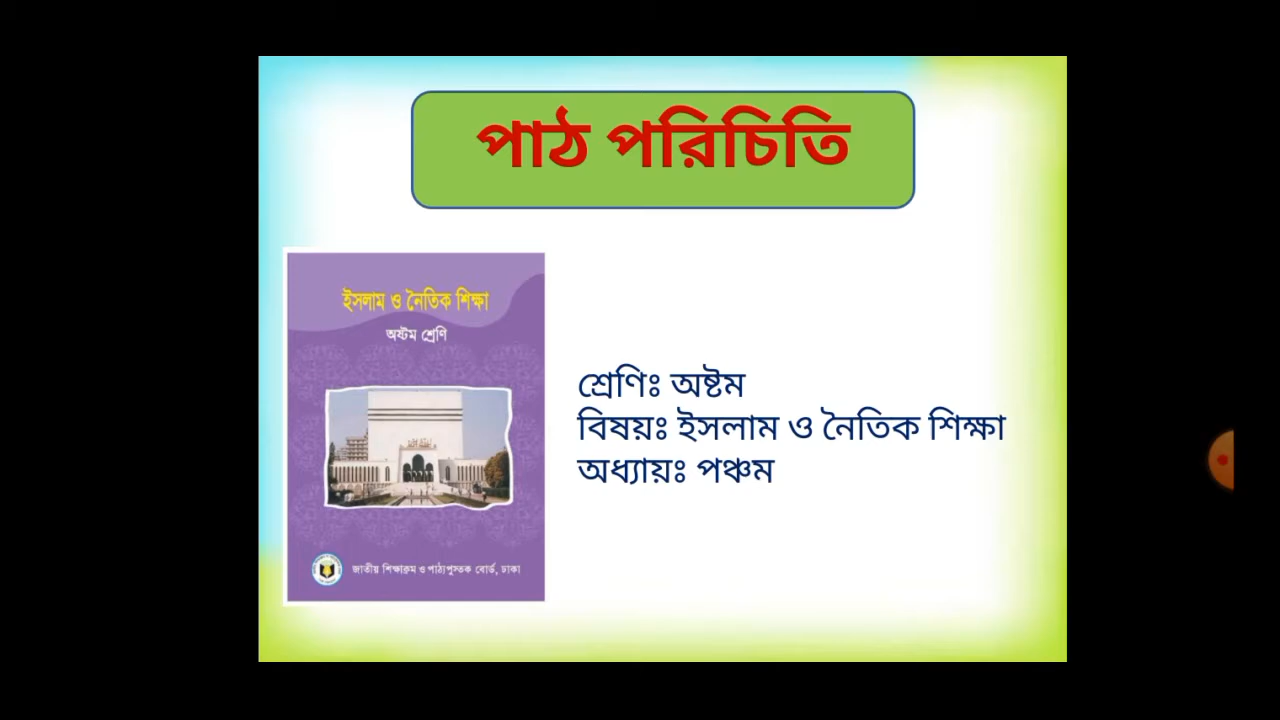 পাঠ পরিচিতি
ইসলাম ও নৈতিক শিক্ষা
অষ্টম শ্রেণি
জাতীয় শিক্ষাক্রম ও পাঠ্যপুস্তক বোর্ড, ঢাকা
শ্রেণিঃ অষ্টম
বিষয়ঃ ইসলাম ও নৈতিক শিক্ষা
অধ্যায়ঃ পঞ্চম